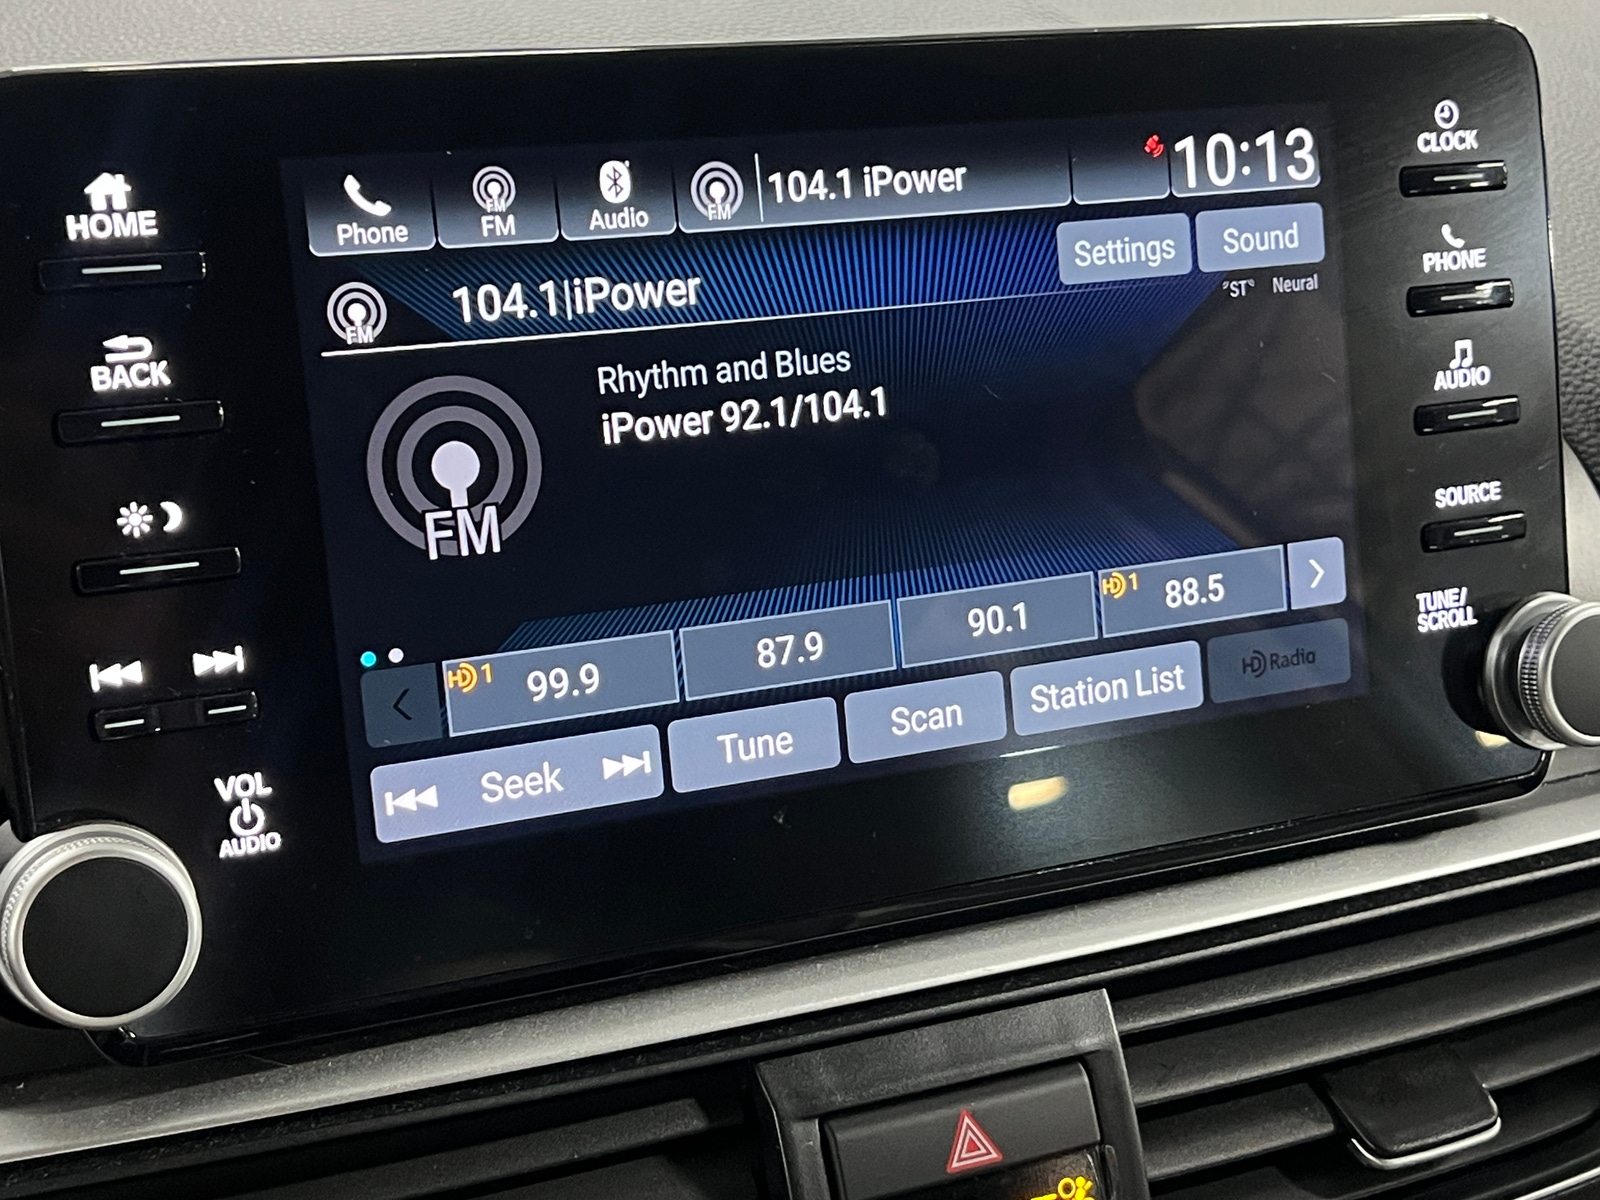 HOME
BACK
VOL
AUDIO
Phone
FM
FM
Audio
FM
104.1 iPower
10:13
Settings
Sound
FM
104.1|iPower
"ST"
Neural
Rhythm and Blues
iPower 92.1/104.1
FM
HD 1
99.9
87.9
90.1
HD 1
88.5
Seek
Tune
Scan
Station List
HD Radio
CLOCK
PHONE
AUDIO
SOURCE
TUNE/
SCROLL